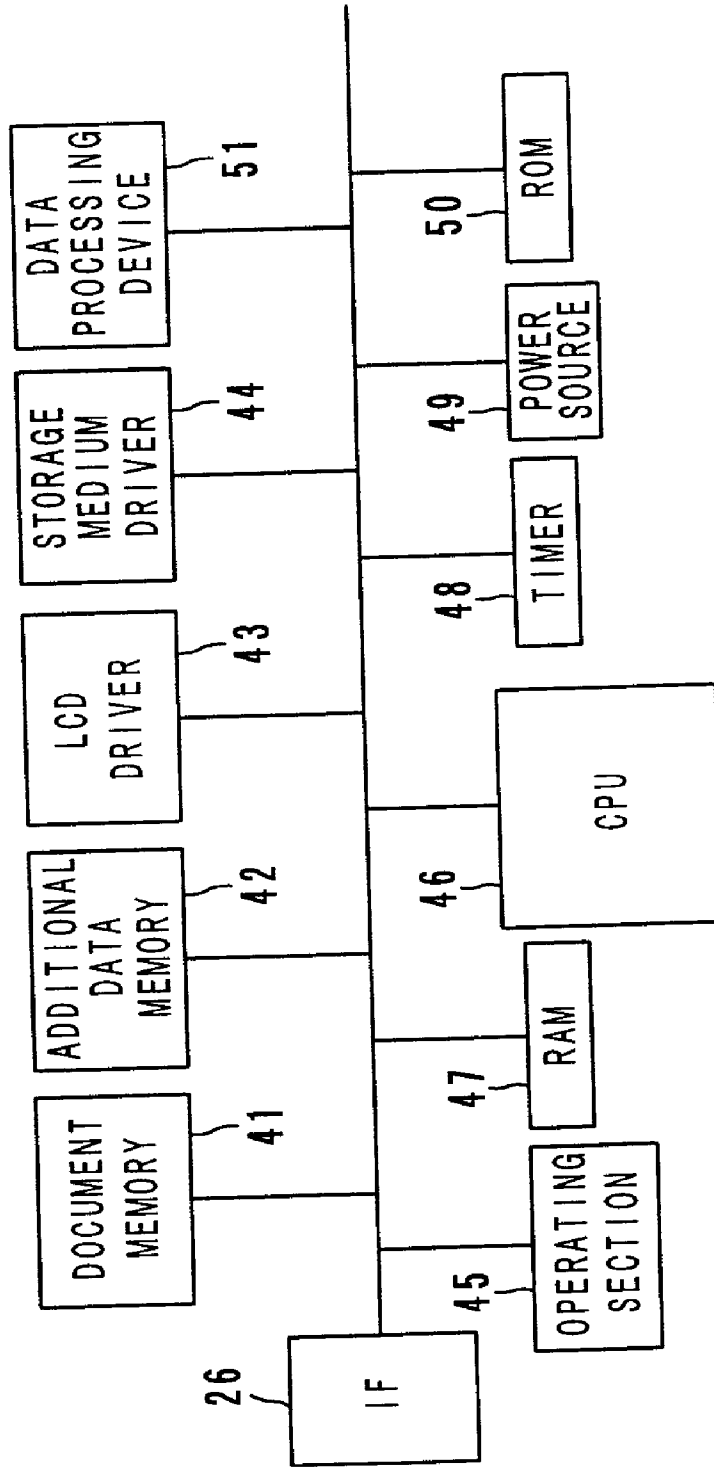 DOCUMENT
MEMORY
41
ADDITIONAL
DATA
MEMORY
42
LCD
DRIVER
43
STORAGE
MEDIUM
DRIVER
44
DATA
PROCESSING
DEVICE
51
26
IF
45
OPERATING
SECTION
47
RAM
46
CPU
48
TIMER
49
POWER
SOURCE
50
ROM